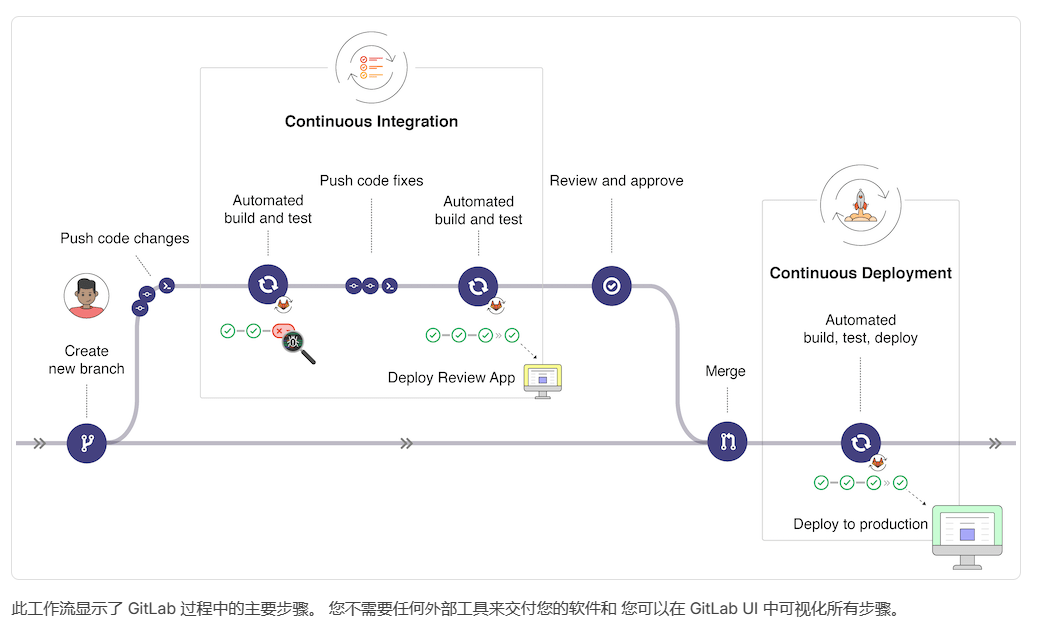 Continuous Integration
Push code fixes
Review and approve
Automated
build and test
Automated
build and test
Push code changes
Continuous Deployment
Automated
build, test, deploy
Create
new branch
Deploy Review App
Merge
Deploy to production
此工作流显示了 GitLab 过程中的主要步骤。 您不需要任何外部工具来交付您的软件和 您可以在 GitLab UI 中可视化所有步骤。